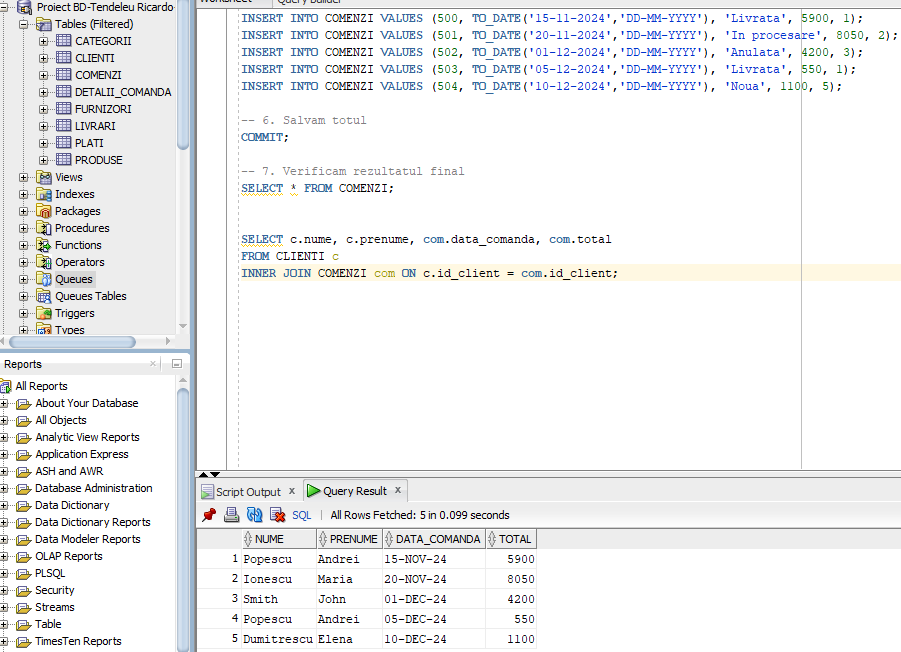 Project BD-Tendeleu Ricardo
Tables (Filtered)
CATEGORII
CLIENTI
COMENZI
DETALII_COMANDA
FURNIZORI
LIVRARI
PLATI
PRODUSE
Views
Indexes
Packages
Procedures
Functions
Operators
Queues
Queues Tables
Triggers
Types
Reports
All Reports
About Your Database
All Objects
Analytic View Reports
Application Express
ASH and AWR
Database Administration
Data Dictionary
Data Dictionary Reports
Data Modeler Reports
OLAP Reports
PLSQL
Security
Streams
Table
TimesTen Reports
Worksheet Query Builder
INSERT INTO COMENZI VALUES (500, TO_DATE('15-11-2024','DD-MM-YYYY'), 'Livrata', 5900, 1);
INSERT INTO COMENZI VALUES (501, TO_DATE('20-11-2024','DD-MM-YYYY'), 'In procesare', 8050, 2);
INSERT INTO COMENZI VALUES (502, TO_DATE('01-12-2024','DD-MM-YYYY'), 'Anulata', 4200, 3);
INSERT INTO COMENZI VALUES (503, TO_DATE('05-12-2024','DD-MM-YYYY'), 'Livrata', 550, 1);
INSERT INTO COMENZI VALUES (504, TO_DATE('10-12-2024','DD-MM-YYYY'), 'Noua', 1100, 5);
-- 6. Salvam totul
COMMIT;
-- 7. Verificam rezultatul final
SELECT * FROM COMENZI;
SELECT c.nume, c.prenume, com.data_comanda, com.total
FROM CLIENTI c
INNER JOIN COMENZI com ON c.id_client = com.id_client;
Script Output x Query Result x
SQL | All Rows Fetched: 5 in 0.099 seconds
NUME PRENUME DATA_COMANDA TOTAL
1 Popescu Andrei 15-NOV-24 5900
2 Ionescu Maria 20-NOV-24 8050
3 Smith John 01-DEC-24 4200
4 Popescu Andrei 05-DEC-24 550
5 Dumitrescu Elena 10-DEC-24 1100